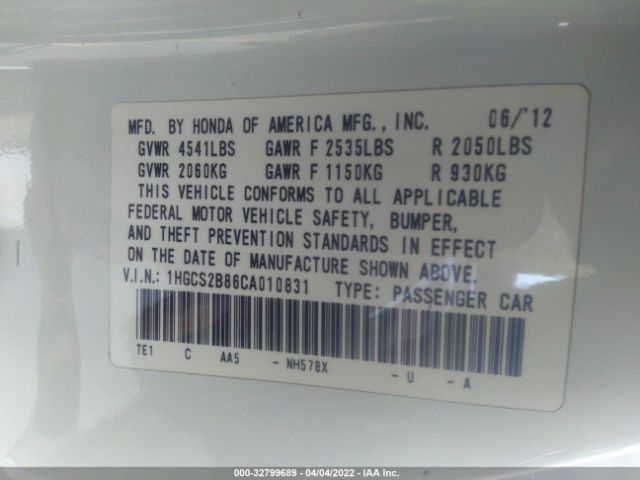 MFD. BY HONDA OF AMERICA MFG., INC. 06/'12
GVWR 4541LBS GAWR F 2535LBS R 2050LBS
GVWR 2060KG GAWR F 1150KG R 930KG
THIS VEHICLE CONFORMS TO ALL APPLICABLE
FEDERAL MOTOR VEHICLE SAFETY, BUMPER,
AND THEFT PREVENTION STANDARDS IN EFFECT
ON THE DATE OF MANUFACTURE SHOWN ABOVE.
V.I.N.: 1HGCS2B86CA010831 TYPE: PASSENGER CAR
TE1 C AA5 - NH578X - U - A
000-32799689 - 04/04/2022 - IAA Inc.